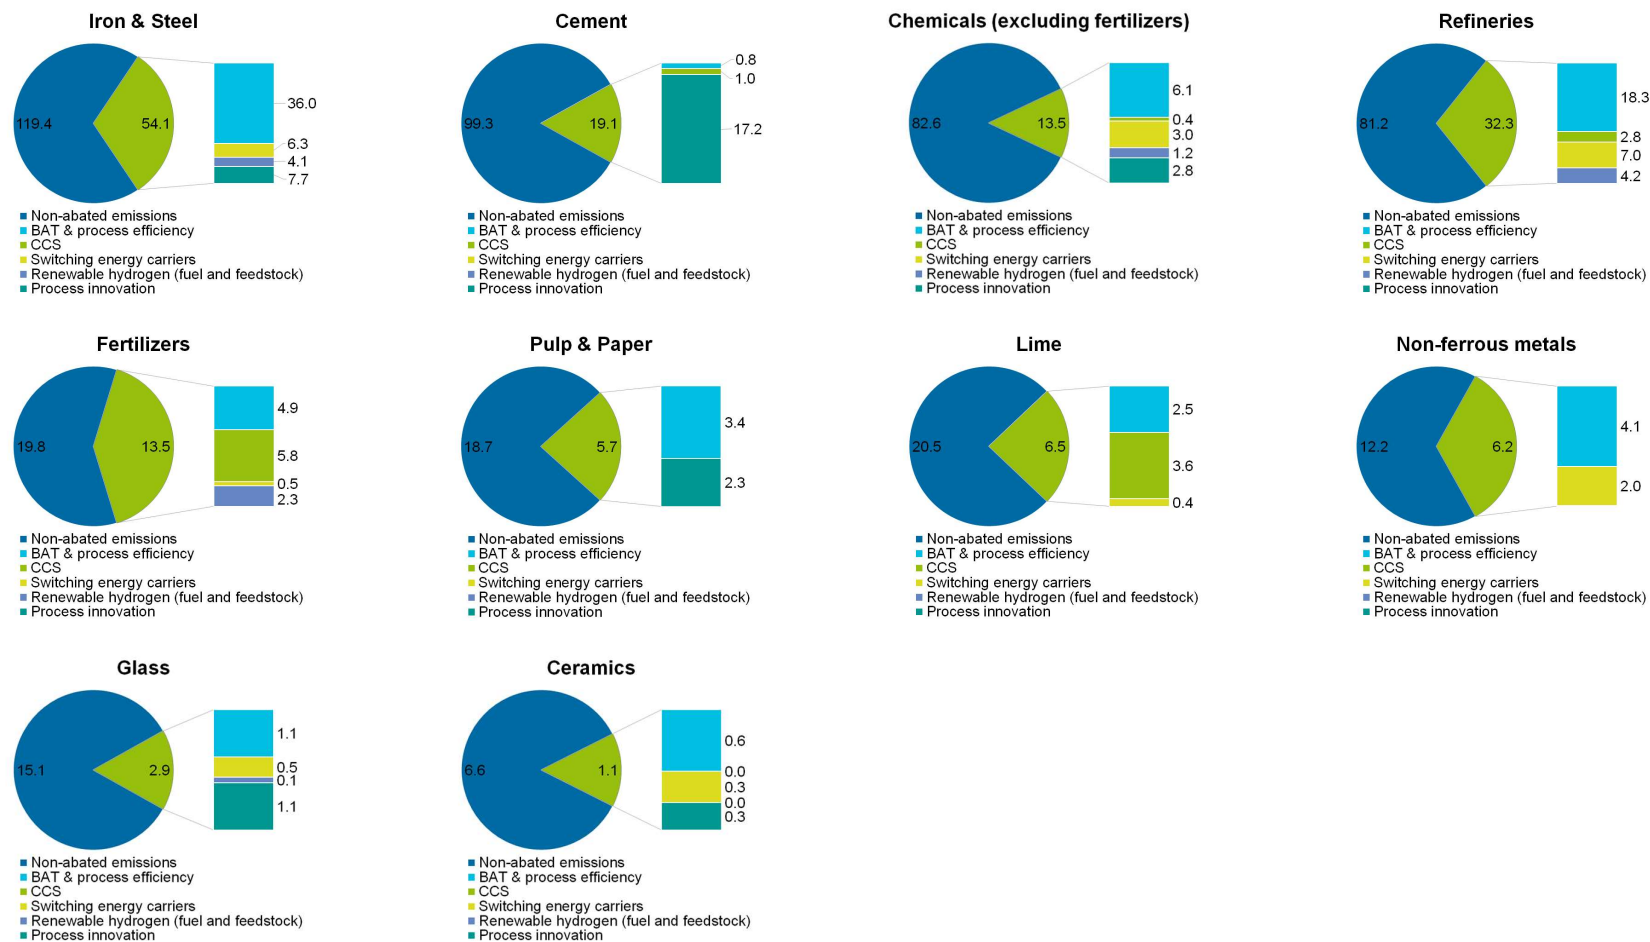 Iron & Steel
119.4
54.1
36.0
6.3
4.1
7.7
Non-abated emissions
BAT & process efficiency
CCS
Switching energy carriers
Renewable hydrogen (fuel and feedstock)
Process innovation
Cement
99.3
19.1
0.8
1.0
17.2
Non-abated emissions
BAT & process efficiency
CCS
Switching energy carriers
Renewable hydrogen (fuel and feedstock)
Process innovation
Chemicals (excluding fertilizers)
82.6
13.5
6.1
0.4
3.0
1.2
2.8
Non-abated emissions
BAT & process efficiency
CCS
Switching energy carriers
Renewable hydrogen (fuel and feedstock)
Process innovation
Refineries
81.2
32.3
18.3
2.8
7.0
4.2
Non-abated emissions
BAT & process efficiency
CCS
Switching energy carriers
Renewable hydrogen (fuel and feedstock)
Process innovation
Fertilizers
19.8
13.5
4.9
5.8
0.5
2.3
Non-abated emissions
BAT & process efficiency
CCS
Switching energy carriers
Renewable hydrogen (fuel and feedstock)
Process innovation
Pulp & Paper
18.7
5.7
3.4
2.3
Non-abated emissions
BAT & process efficiency
CCS
Switching energy carriers
Renewable hydrogen (fuel and feedstock)
Process innovation
Lime
20.5
6.5
2.5
3.6
0.4
Non-abated emissions
BAT & process efficiency
CCS
Switching energy carriers
Renewable hydrogen (fuel and feedstock)
Process innovation
Non-ferrous metals
12.2
6.2
4.1
2.0
Non-abated emissions
BAT & process efficiency
CCS
Switching energy carriers
Renewable hydrogen (fuel and feedstock)
Process innovation
Glass
15.1
2.9
1.1
0.5
0.1
1.1
Non-abated emissions
BAT & process efficiency
CCS
Switching energy carriers
Renewable hydrogen (fuel and feedstock)
Process innovation
Ceramics
6.6
1.1
0.6
0.0
0.3
0.0
0.3
Non-abated emissions
BAT & process efficiency
CCS
Switching energy carriers
Renewable hydrogen (fuel and feedstock)
Process innovation